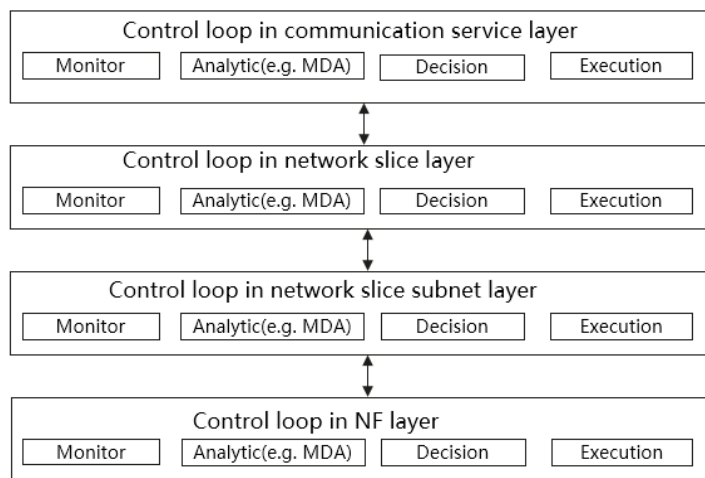 Control loop in communication service layer
Monitor Analytic(e.g. MDA) Decision Execution
Control loop in network slice layer
Monitor Analytic(e.g. MDA) Decision Execution
Control loop in network slice subnet layer
Monitor Analytic(e.g. MDA) Decision Execution
Control loop in NF layer
Monitor Analytic(e.g. MDA) Decision Execution